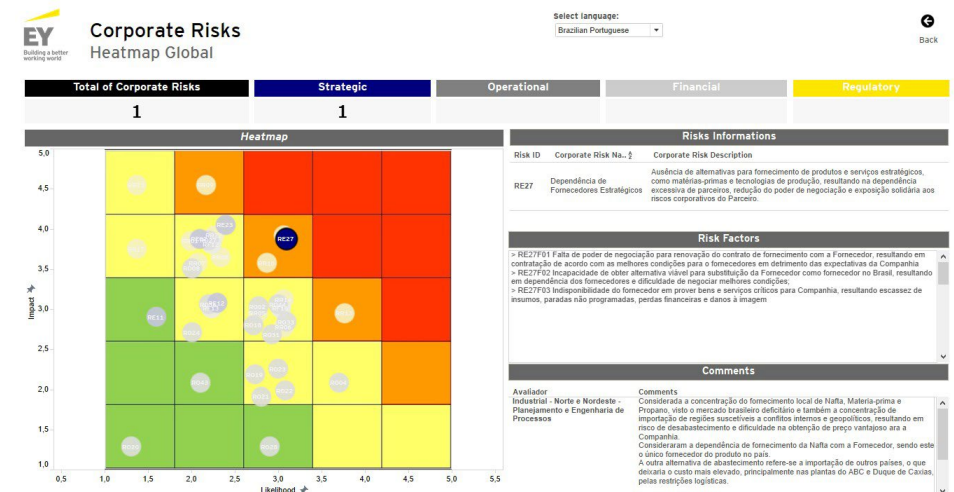 EY
Building a better
working world
Corporate Risks
Heatmap Global
Select language:
Brazilian Portuguese
Back
Total of Corporate Risks
Strategic
Operational
Financial
Regulatory
1
1
Heatmap
Risks Informations
Risk ID
Corporate Risk Na..
Corporate Risk Description
RE27
Dependência de
Fornecedores Estratégicos
Ausência de alternativas para fornecimento de produtos e serviços estratégicos,
como matérias-primas e tecnologias de produção, resultando na dependência
excessiva de parceiros, redução do poder de negociação e exposição solidária aos
riscos corporativos do Parceiro.
Risk Factors
> RE27F01 Falta de poder de negociação para renovação do contrato de fornecimento com a Fornecedor, resultando em
contratação de acordo com as melhores condições para o fornecedores em detrimento das expectativas da Companhia
> RE27F02 Incapacidade de obter alternativa viável para substituição da Fornecedor como fornecedor no Brasil, resultando
em dependência dos fornecedores e dificuldade de negociar melhores condições;
> RE27F03 Indisponibilidade do fornecedor em prover bens e serviços críticos para Companhia, resultando escassez de
insumos, paradas não programadas, perdas financeiras e danos à imagem
Comments
Avaliador
Comments
Industrial - Norte e Nordeste -
Planejamento e Engenharia de
Processos
Considerada a concentração do fornecimento local de Nafta, Materia-prima e
Propano, visto o mercado brasileiro deficitário e também a concentração de
importação de regiões suscetíveis a conflitos internos e geopolíticos, resultando em
risco de desabastecimento e dificuldade na obtenção de preço vantajoso ara a
Companhia.
Consideraram a dependência de fornecimento da Nafta com a Fornecedor, sendo este
o único fornecedor do produto no país.
A outra alternativa de abastecimento refere-se a importação de outros países, o que
deixaria o custo mais elevado, principalmente nas plantas do ABC e Duque de Caxias,
pelas restrições logísticas.
Impact
5,0
4,5
4,0
3,5
3,0
2,5
2,0
1,5
1,0
RE27
RE11
0,5
1,0
1,5
2,0
2,5
3,0
3,5
4,0
4,5
5,0
5,5
Likelihood